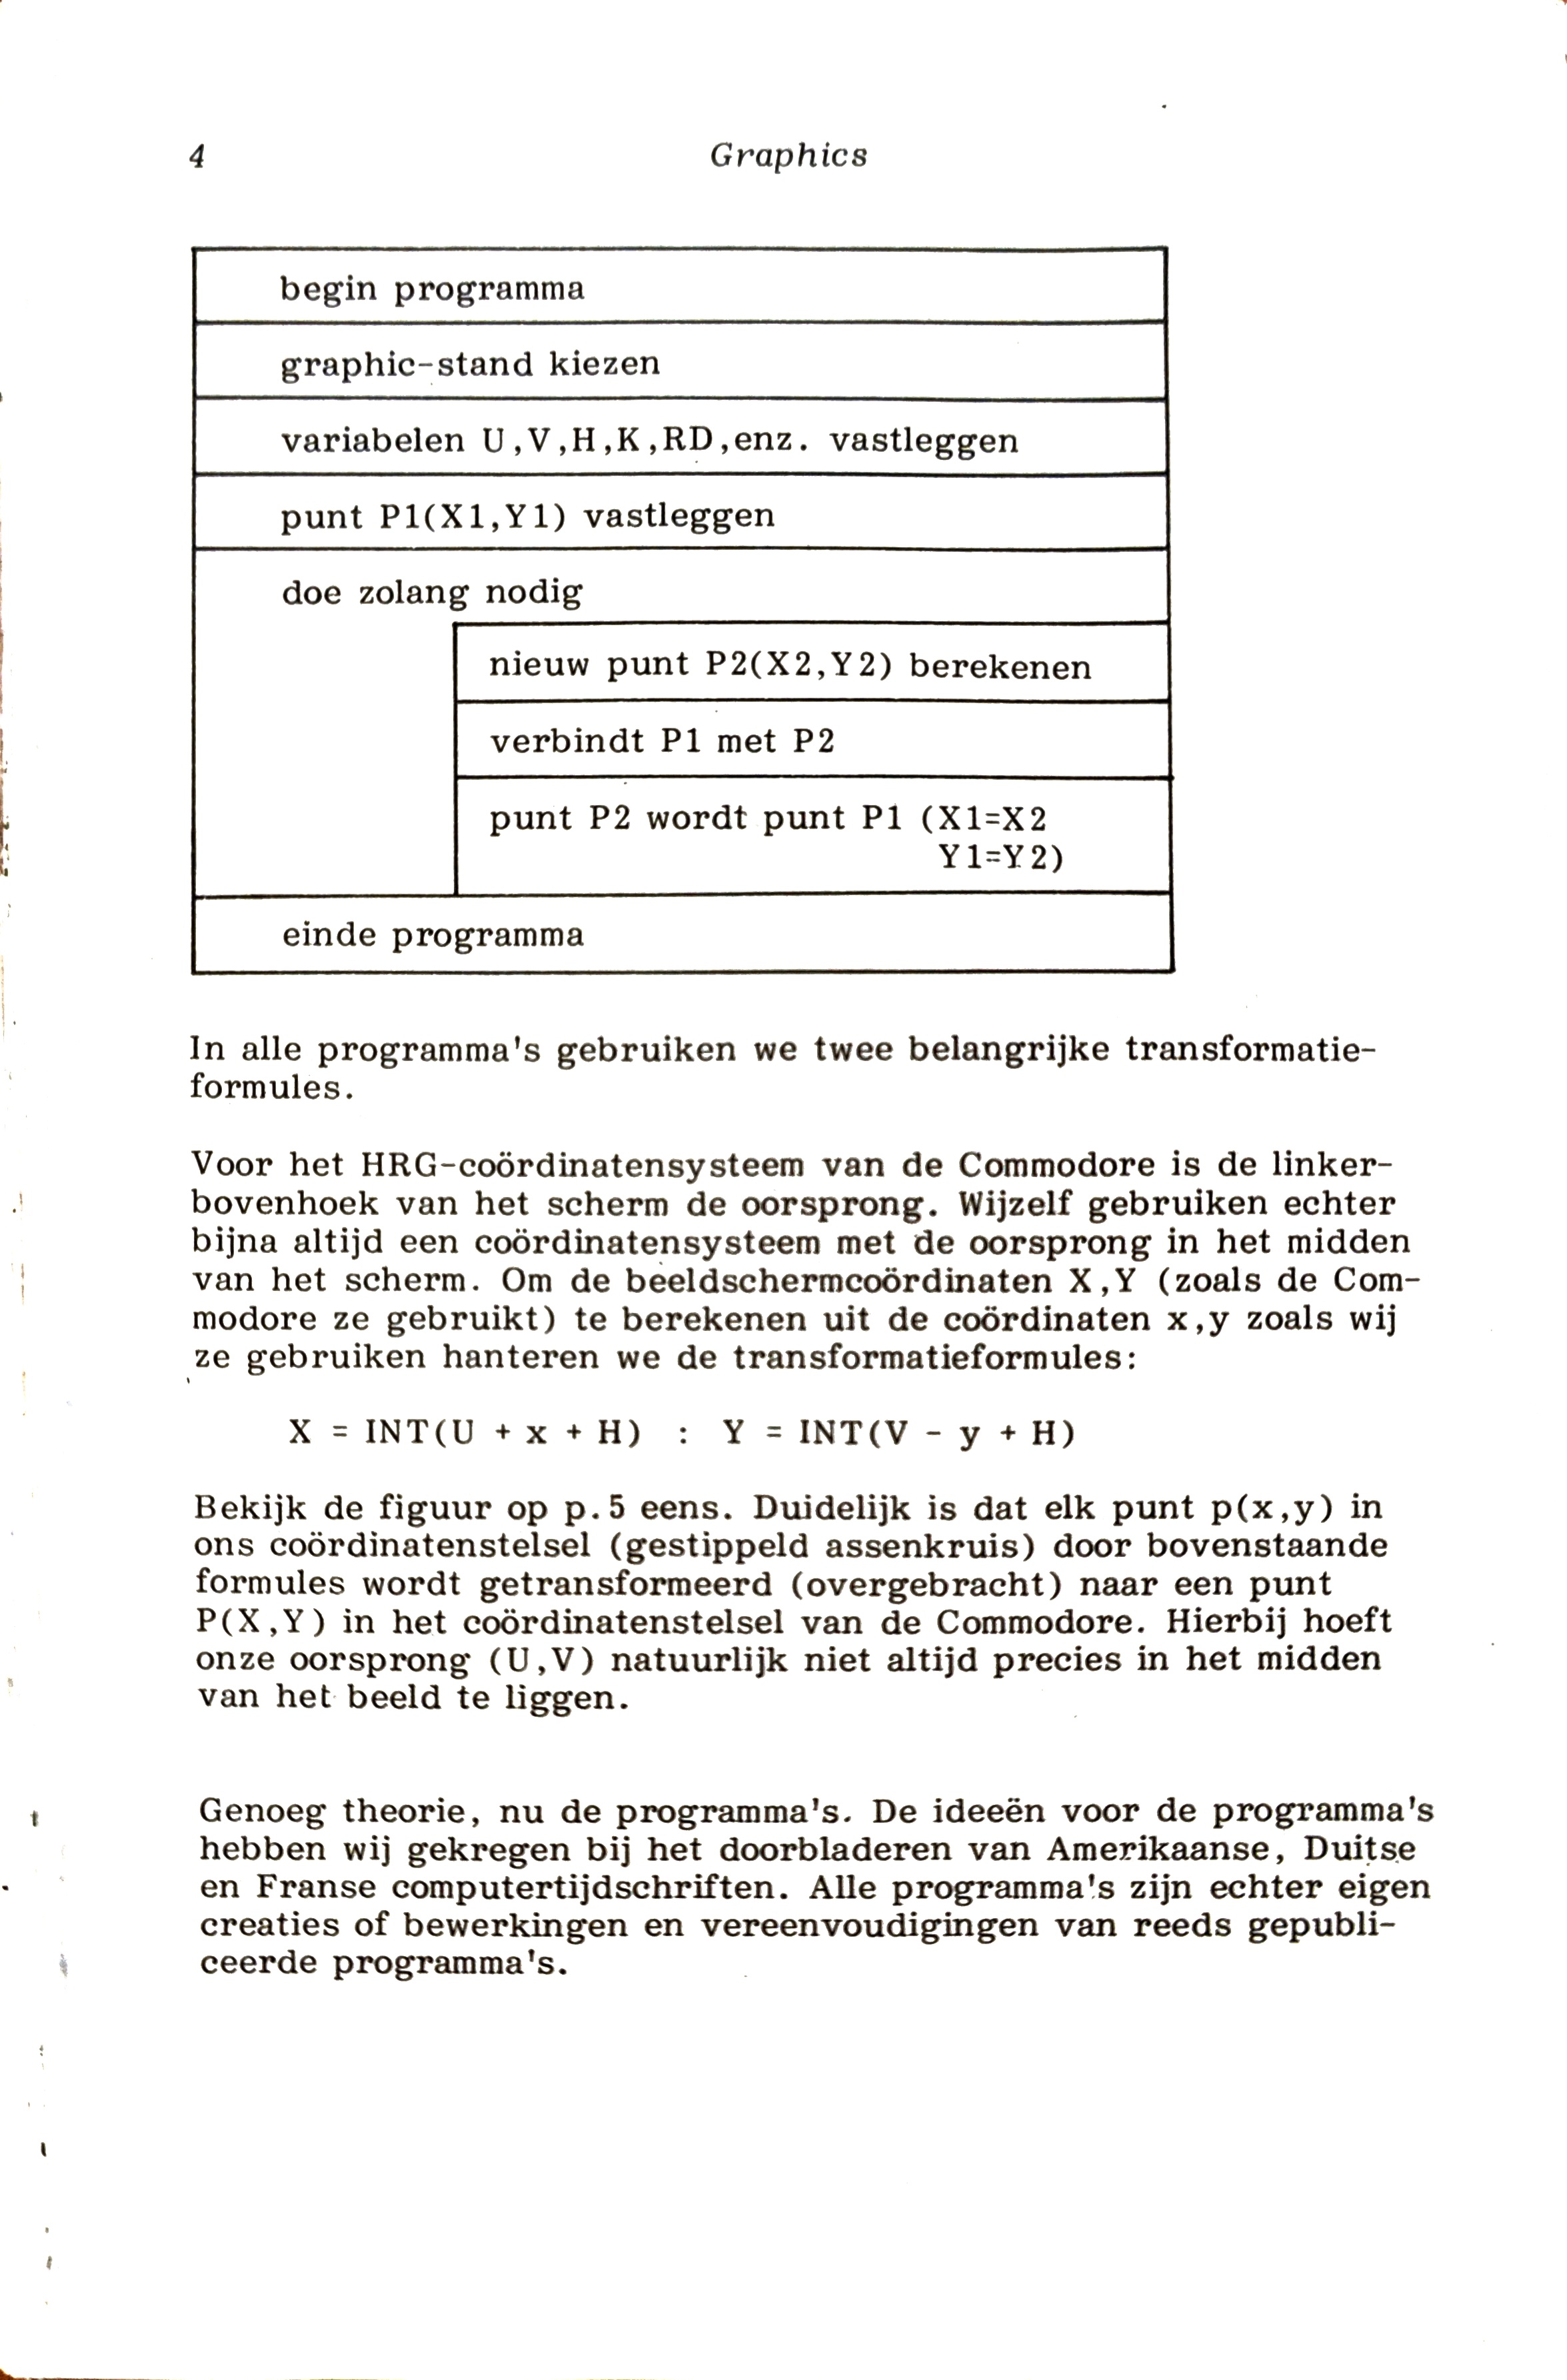 4
Graphics
begin programma
graphic-stand kiezen
variabelen U,V,H,K,RD,enz. vastleggen
punt P1(X1,Y1) vastleggen
doe zolang nodig
nieuw punt P2(X2,Y2) berekenen
verbindt P1 met P2
punt P2 wordt punt P1 (X1=X2
Y1=Y2)
einde programma
In alle programma's gebruiken we twee belangrijke transformatie-
formules.
Voor het HRG-coördinatensysteem van de Commodore is de linker-
bovenhoek van het scherm de oorsprong. Wijzelf gebruiken echter
bijna altijd een coördinatensysteem met de oorsprong in het midden
van het scherm. Om de beeldschermcoördinaten X,Y (zoals de Com-
modore ze gebruikt) te berekenen uit de coördinaten x,y zoals wij
ze gebruiken hanteren we de transformatieformules:
X = INT(U + x + H) : Y = INT(V - y + H)
Bekijk de figuur op p.5 eens. Duidelijk is dat elk punt p(x,y) in
ons coördinatenstelsel (gestippeld assenkruis) door bovenstaande
formules wordt getransformeerd (overgebracht) naar een punt
P(X,Y) in het coördinatenstelsel van de Commodore. Hierbij hoeft
onze oorsprong (U,V) natuurlijk niet altijd precies in het midden
van het beeld te liggen.
Genoeg theorie, nu de programma's. De ideeën voor de programma's
hebben wij gekregen bij het doorbladeren van Amerikaanse, Duitse
en Franse computertijdschriften. Alle programma's zijn echter eigen
creaties of bewerkingen en vereenvoudigingen van reeds gepubli-
ceerde programma's.